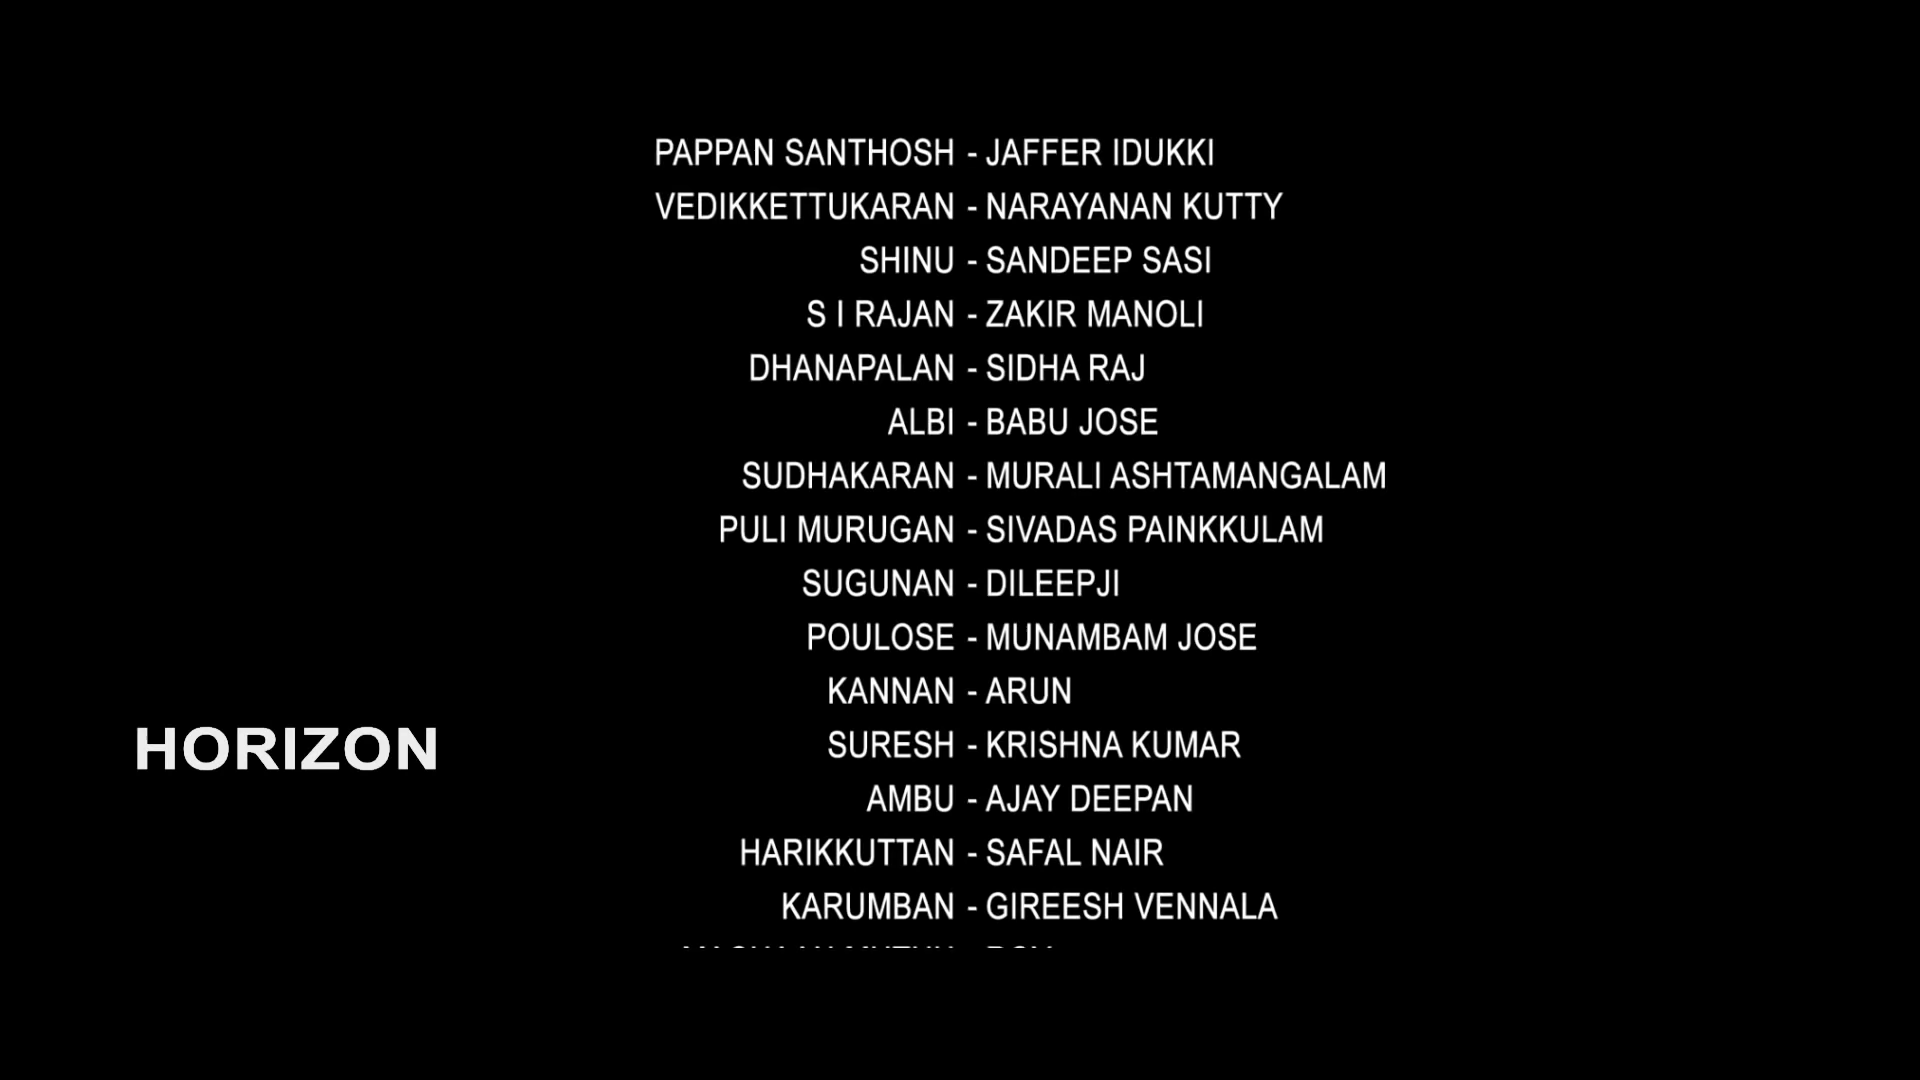 PAPPAN SANTHOSH - JAFFER IDUKKI
VEDIKKETTUKARAN - NARAYANAN KUTTY
SHINU - SANDEEP SASI
S I RAJAN - ZAKIR MANOLI
DHANAPALAN - SIDHA RAJ
ALBI - BABU JOSE
SUDHAKARAN - MURALI ASHTAMANGALAM
PULI MURUGAN - SIVADAS PAINKKULAM
SUGUNAN - DILEEPJI
POULOSE - MUNAMBAM JOSE
KANNAN - ARUN
SURESH - KRISHNA KUMAR
AMBU - AJAY DEEPAN
HARIKKUTTAN - SAFAL NAIR
KARUMBAN - GIREESH VENNALA
HORIZON